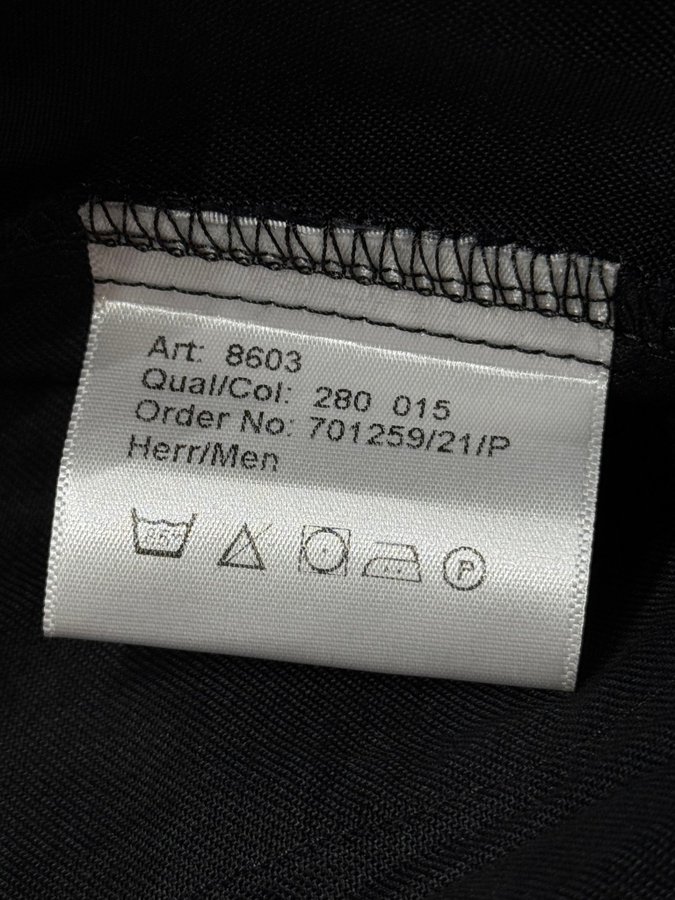 Art: 8603
Qual/Col: 280 015
Order No: 701259/21/P
Herr/Men
P